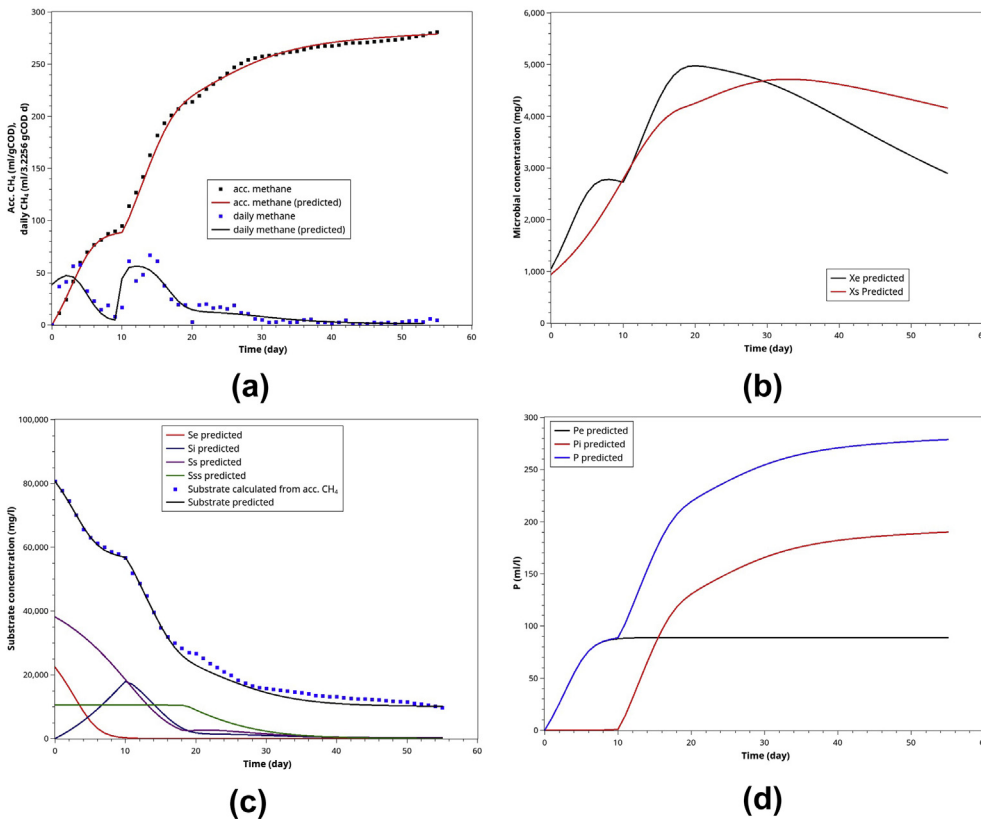 300
250
200
150
100
50
0
0
10
20
30
40
50
60
Acc. CH₄ (ml/gCOD),
daily CH₄ (ml/3.2256 gCOD d)
Time (day)
acc. methane
acc. methane (predicted)
daily methane
daily methane (predicted)
(a)
6,000
5,000
4,000
3,000
2,000
1,000
0
0
10
20
30
40
50
60
Microbial concentration (mg/l)
Time (day)
Xe predicted
Xs Predicted
(b)
100,000
80,000
60,000
40,000
20,000
0
0
10
20
30
40
50
60
Substrate concentration (mg/l)
Time (day)
Se predicted
Si predicted
Ss predicted
Sss predicted
Substrate calculated from acc. CH₄
Substrate predicted
(c)
300
250
200
150
100
50
0
0
10
20
30
40
50
60
P (ml/l)
Time (day)
Pe predicted
Pi predicted
P predicted
(d)